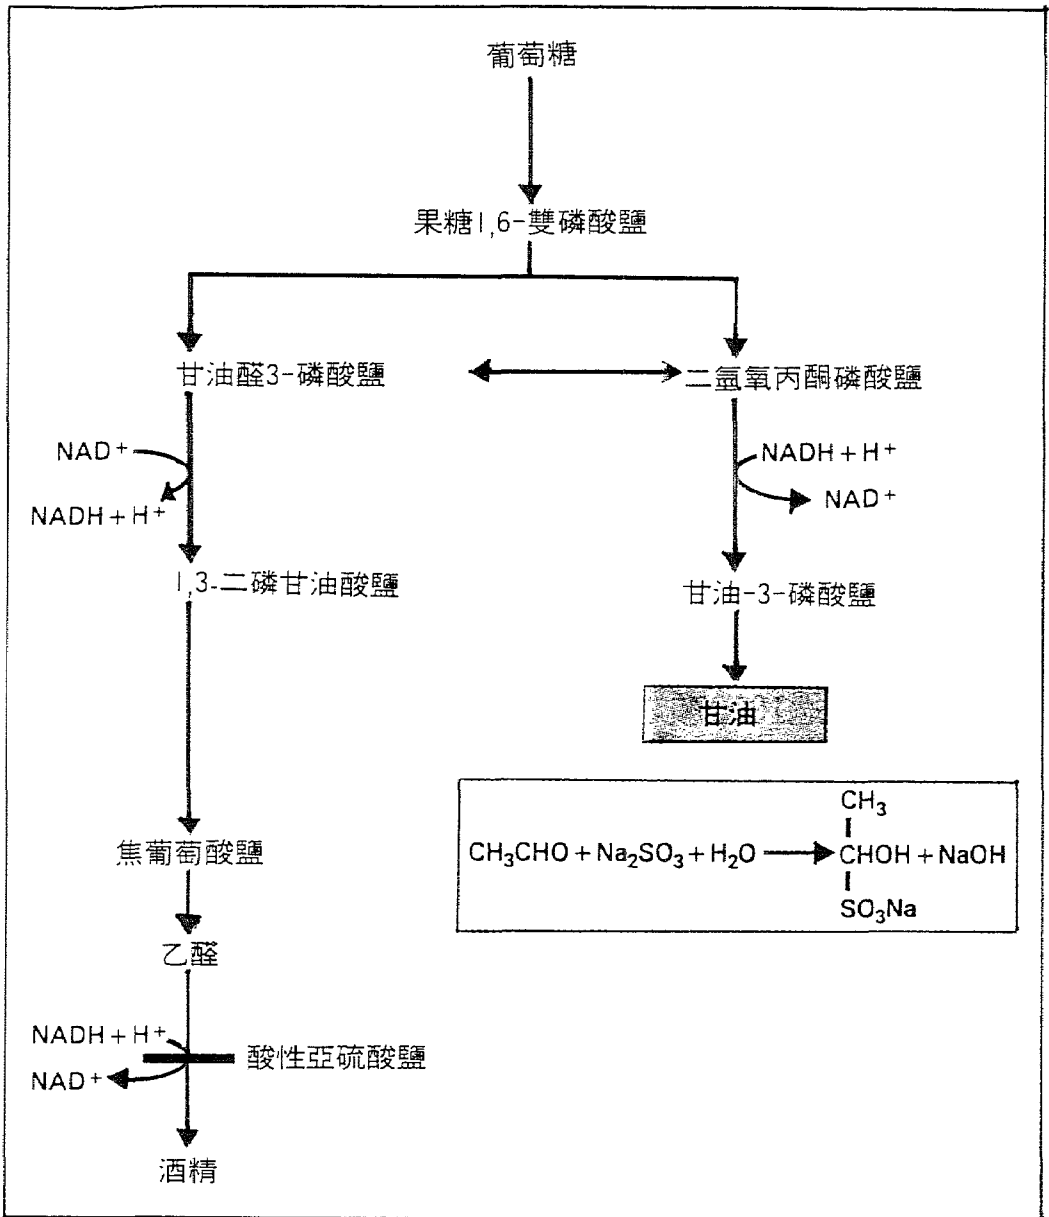 葡萄糖
果糖1,6-雙磷酸鹽
甘油醛3-磷酸鹽
二氫氧丙酮磷酸鹽
NAD⁺
NADH + H⁺
NADH + H⁺
NAD⁺
1,3-二磷甘油酸鹽
甘油-3-磷酸鹽
甘油
CH₃
CH₃CHO + Na₂SO₃ + H₂O → CHOH + NaOH
SO₃Na
焦葡萄酸鹽
乙醛
NADH + H⁺
酸性亞硫酸鹽
NAD⁺
酒精